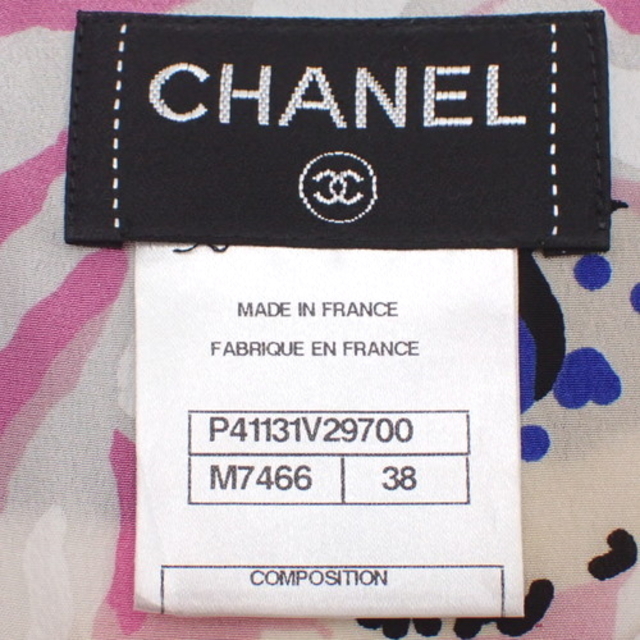 CHANEL
MADE IN FRANCE
FABRIQUE EN FRANCE
P41131V29700
M7466 38
COMPOSITION